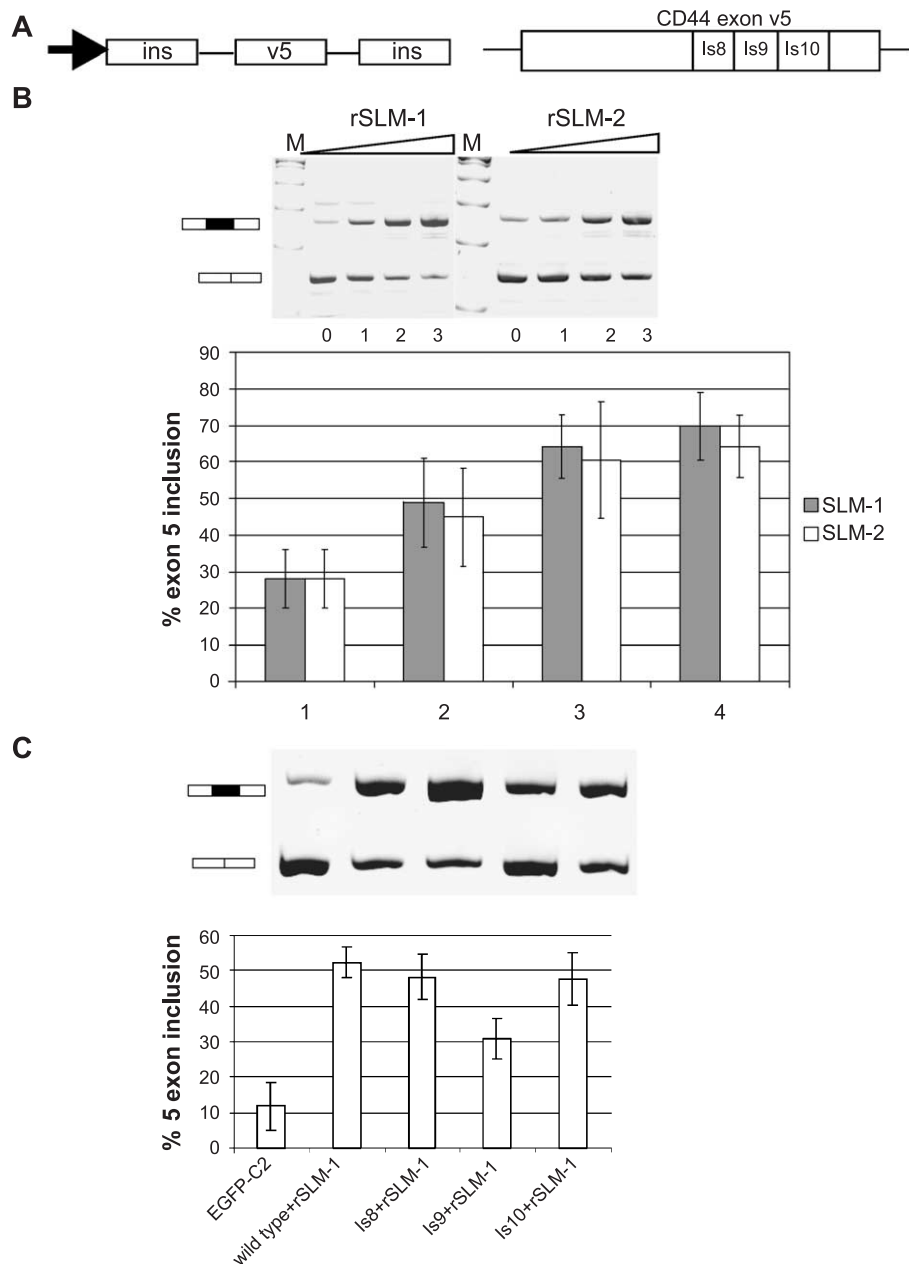 A
ins
v5
ins
CD44 exon v5
Is8
Is9
Is10
B
M
rSLM-1
M
rSLM-2
0
1
2
3
0
1
2
3
% exon 5 inclusion
90
80
70
60
50
40
30
20
10
0
1
2
3
4
SLM-1
SLM-2
C
% 5 exon inclusion
60
50
40
30
20
10
0
EGFP-C2
wild type+rSLM-1
Is8+rSLM-1
Is9+rSLM-1
Is10+rSLM-1